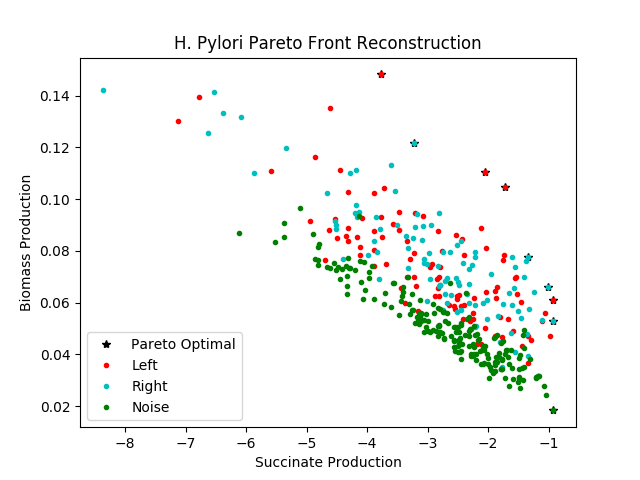 H. Pylori Pareto Front Reconstruction
Biomass Production
0.14
0.12
0.10
0.08
0.06
0.04
0.02
Pareto Optimal
Left
Right
Noise
−8 −7 −6 −5 −4 −3 −2 −1
Succinate Production